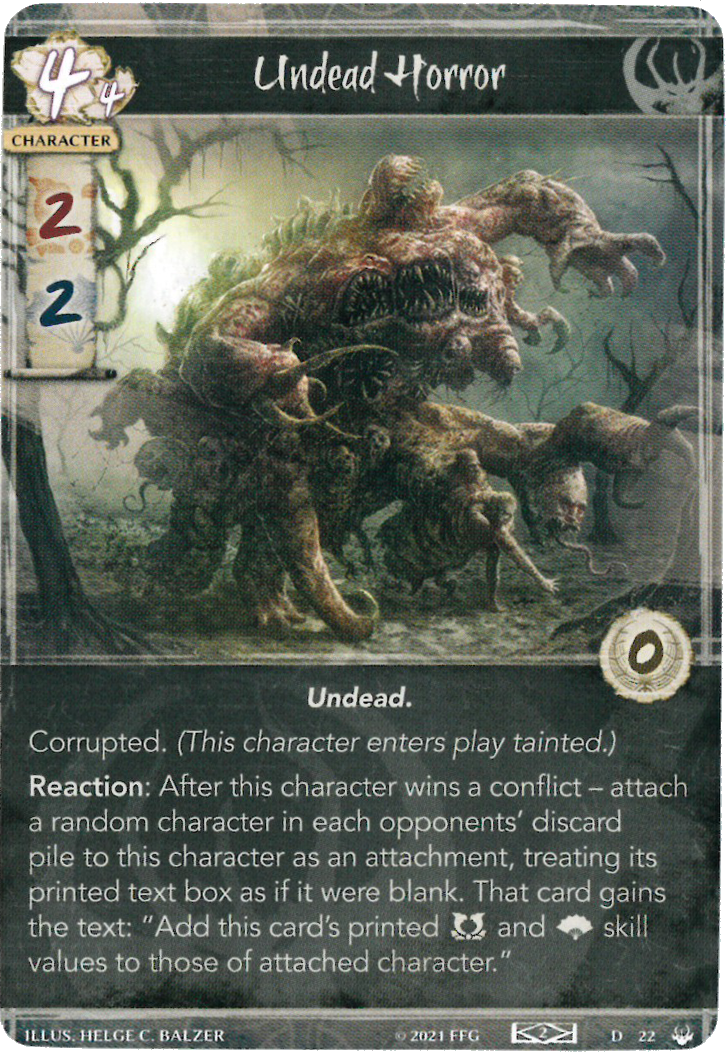 Undead Horror
4
4
CHARACTER
2
2
0
Undead.
Corrupted. (This character enters play tainted.)
Reaction: After this character wins a conflict – attach
a random character in each opponents' discard
pile to this character as an attachment, treating its
printed text box as if it were blank. That card gains
the text: "Add this card's printed and skill
values to those of attached character."
ILLUS. HELGE C. BALZER © 2021 FFG 2 D 22